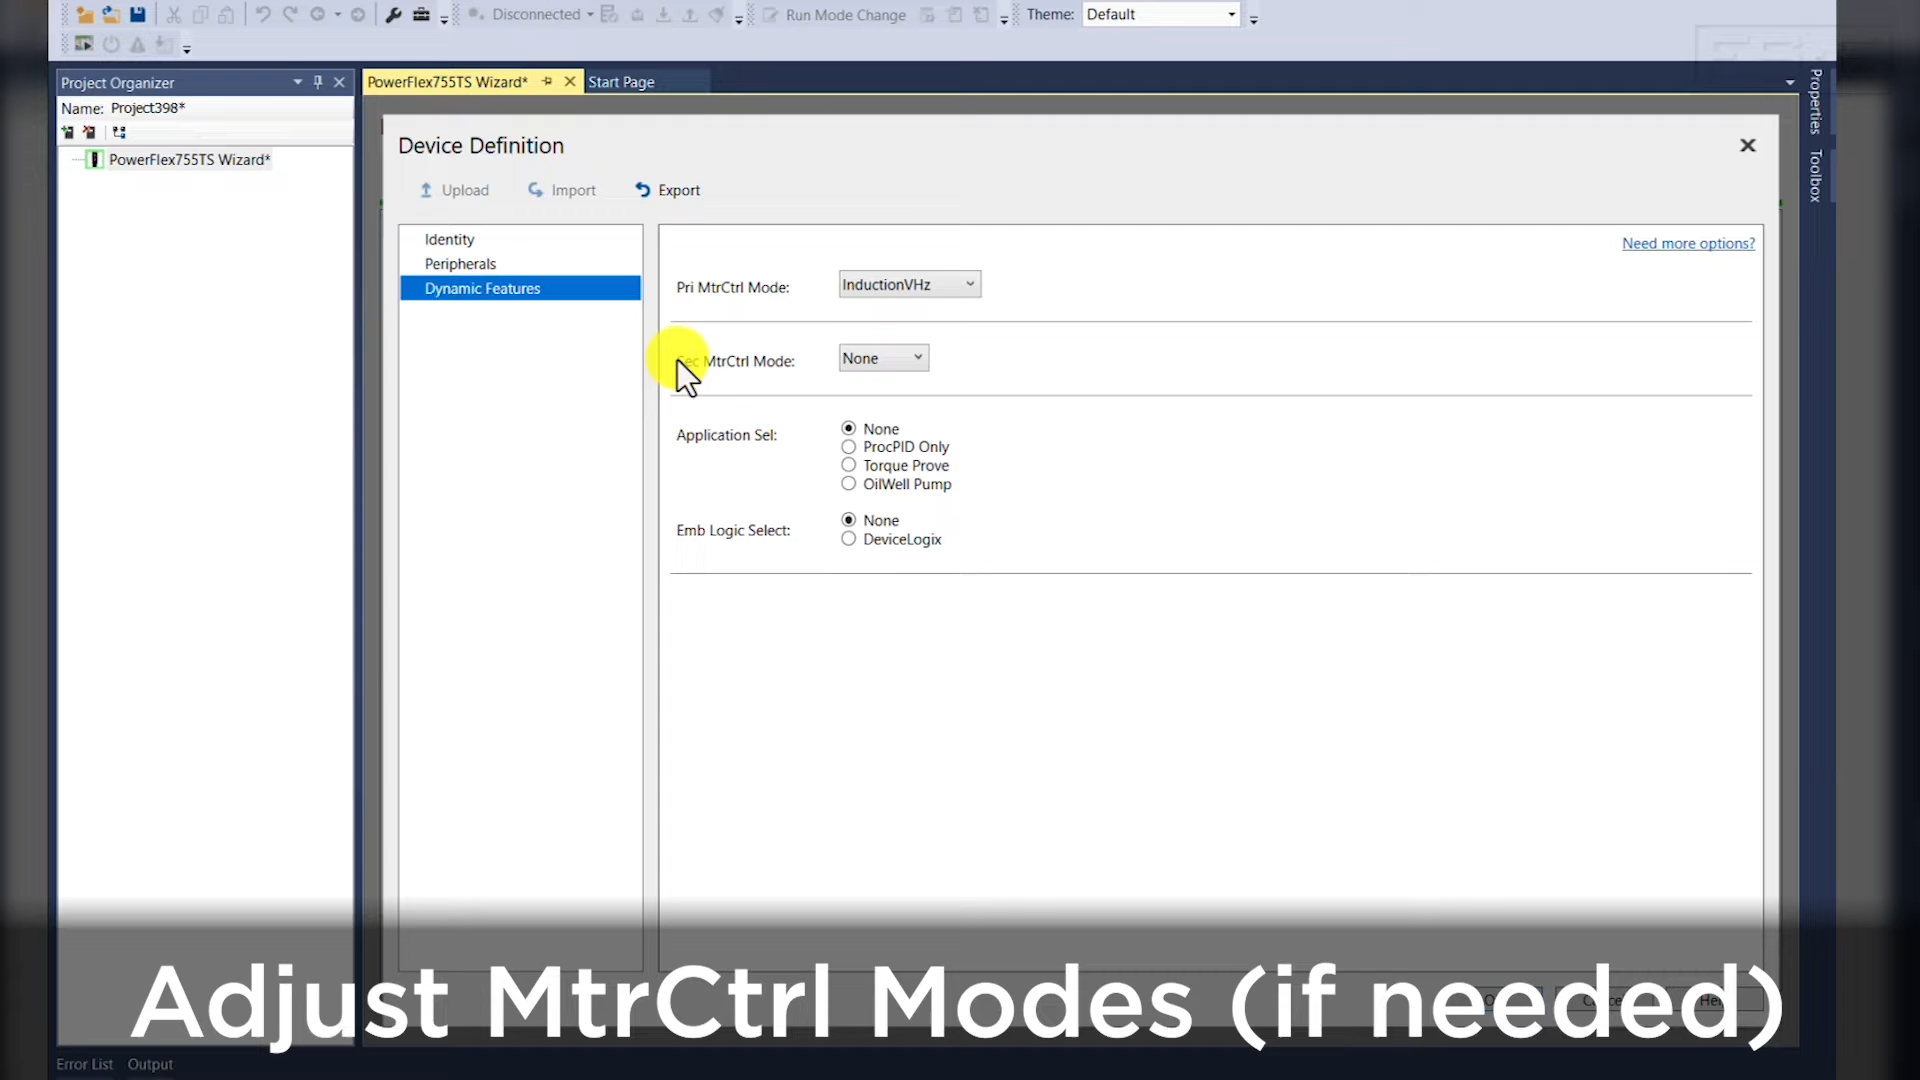 Disconnected
Run Mode Change
Theme: Default
Project Organizer
Name: Project398*
PowerFlex755TS Wizard*
PowerFlex755TS Wizard*
Start Page
Properties
Toolbox
Device Definition
Upload
Import
Export
Identity
Peripherals
Dynamic Features
Need more options?
Pri MtrCtrl Mode: InductionVHz
Sec MtrCtrl Mode: None
Application Sel:
None
ProcPID Only
Torque Prove
OilWell Pump
Emb Logic Select:
None
DeviceLogix
Adjust MtrCtrl Modes (if needed)
Error List
Output